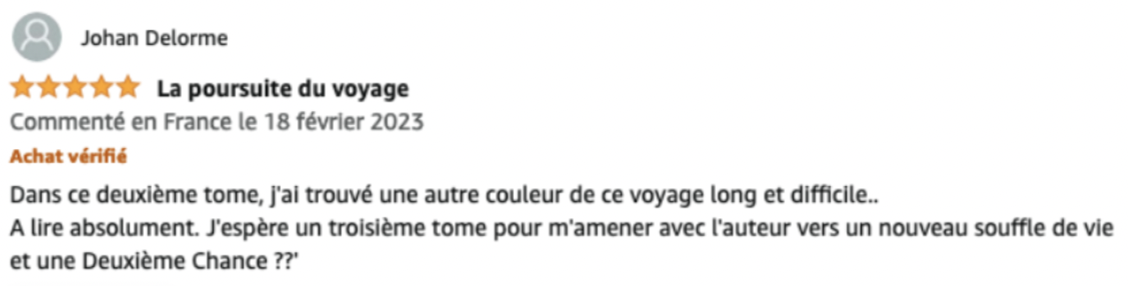 Johan Delorme
La poursuite du voyage
Commenté en France le 18 février 2023
Achat vérifié
Dans ce deuxième tome, j'ai trouvé une autre couleur de ce voyage long et difficile..
A lire absolument. J'espère un troisième tome pour m'amener avec l'auteur vers un nouveau souffle de vie
et une Deuxième Chance ??'